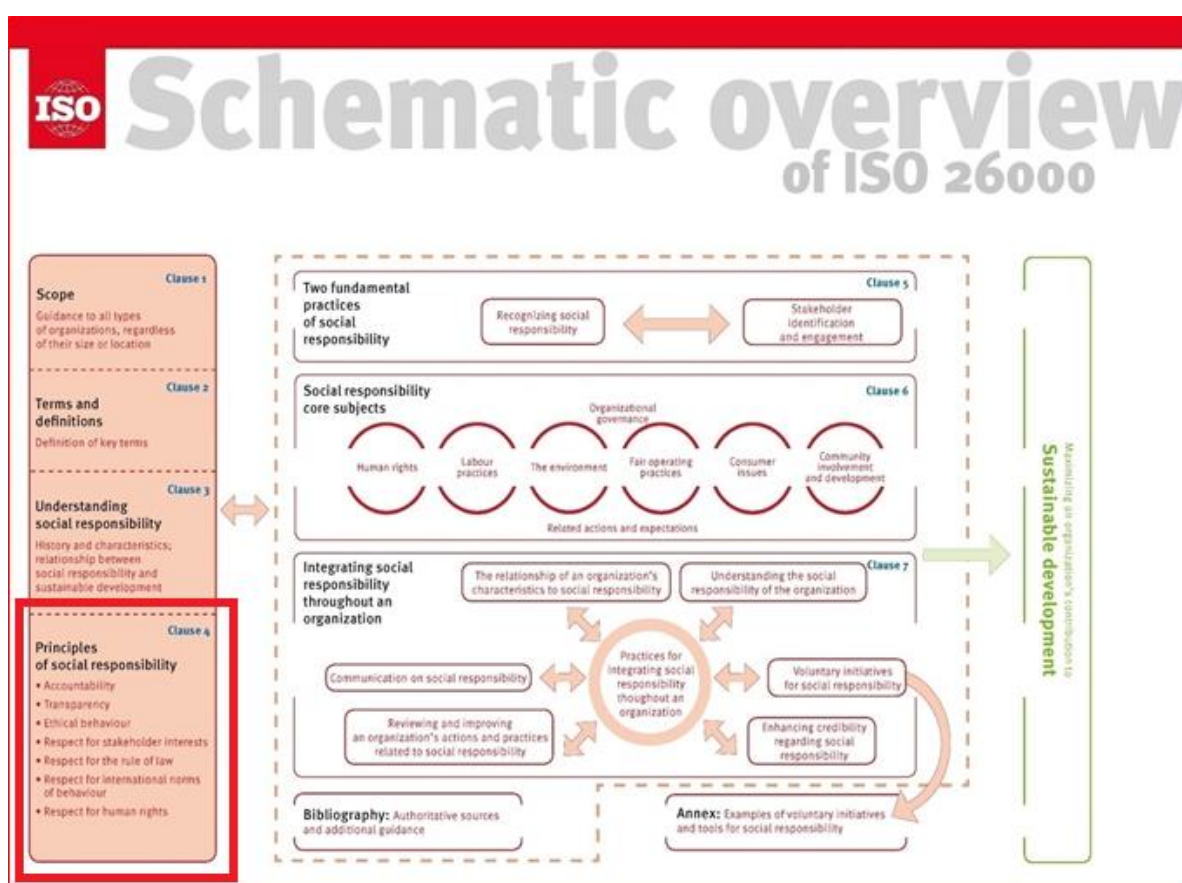 ISO
Schematic overview
of ISO 26000
Clause 1
Scope
Guidance to all types
of organizations, regardless
of their size or location
Clause 2
Terms and
definitions
Definition of key terms
Clause 3
Understanding
social responsibility
History and characteristics;
relationship between
social responsibility and
sustainable development
Clause 4
Principles
of social responsibility
• Accountability
• Transparency
• Ethical behaviour
• Respect for stakeholder interests
• Respect for the rule of law
• Respect for international norms
of behaviour
• Respect for human rights
Two fundamental
practices
of social
responsibility
Clause 5
Recognizing social
responsibility
Stakeholder
identification
and engagement
Social responsibility
core subjects
Clause 6
Organizational
governance
Human rights
Labour
practices
The environment
Fair operating
practices
Consumer
issues
Community
involvement
and development
Related actions and expectations
Integrating social
responsibility
throughout an
organization
Clause 7
The relationship of an organization's
characteristics to social responsibility
Understanding the social
responsibility of the organization
Practices for
integrating social
responsibility
thoughout an
organization
Communication on social responsibility
Voluntary initiatives
for social responsibility
Reviewing and improving
an organization's actions and practices
related to social responsibility
Enhancing credibility
regarding social
responsibility
Bibliography: Authoritative sources
and additional guidance
Annex: Examples of voluntary initiatives
and tools for social responsibility
Maximizing an organization's contribution to
Sustainable development